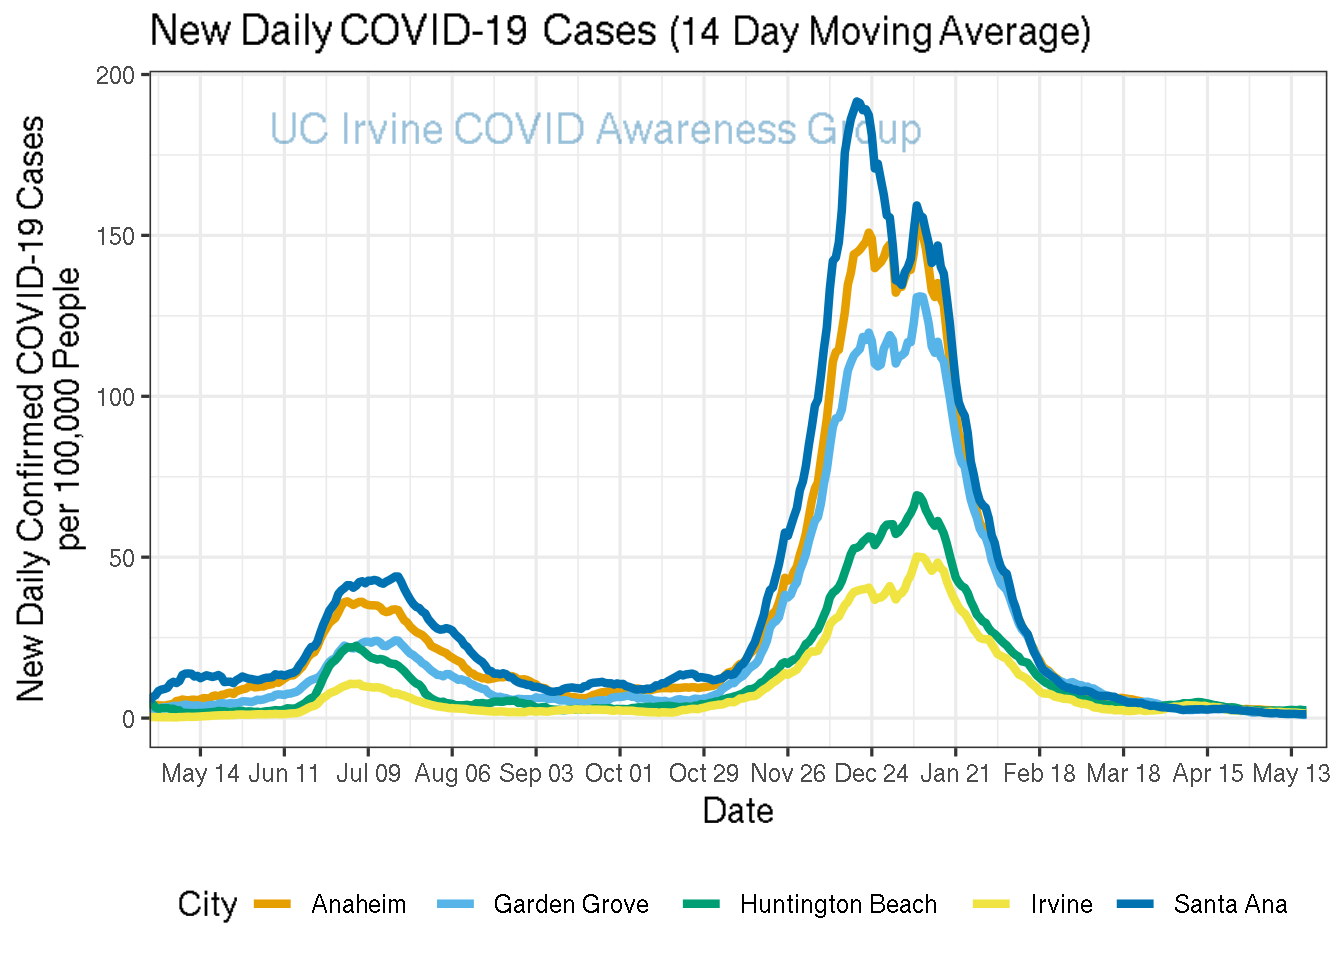 New Daily COVID-19 Cases (14 Day Moving Average)
UC Irvine COVID Awareness Group
New Daily Confirmed COVID-19 Cases
per 100,000 People
200
150
100
50
0
May 14 Jun 11 Jul 09 Aug 06 Sep 03 Oct 01 Oct 29 Nov 26 Dec 24 Jan 21 Feb 18 Mar 18 Apr 15 May 13
Date
City Anaheim Garden Grove Huntington Beach Irvine Santa Ana